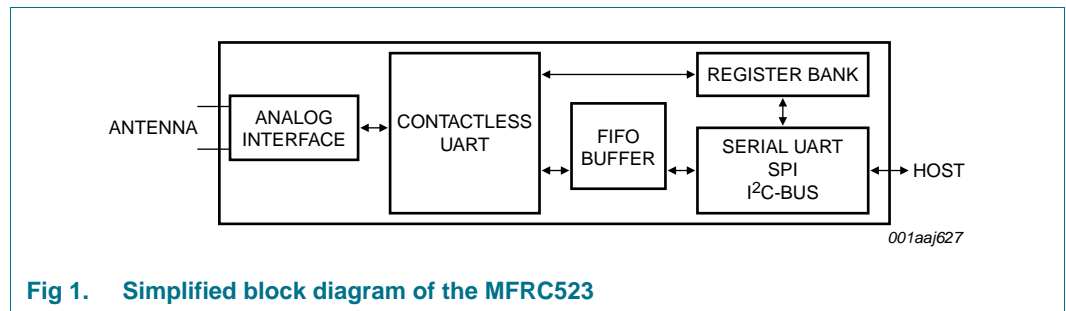 ANTENNA
ANALOG
INTERFACE
CONTACTLESS
UART
FIFO
BUFFER
REGISTER BANK
SERIAL UART
SPI
I²C-BUS
HOST
001aaj627
Fig 1. Simplified block diagram of the MFRC523